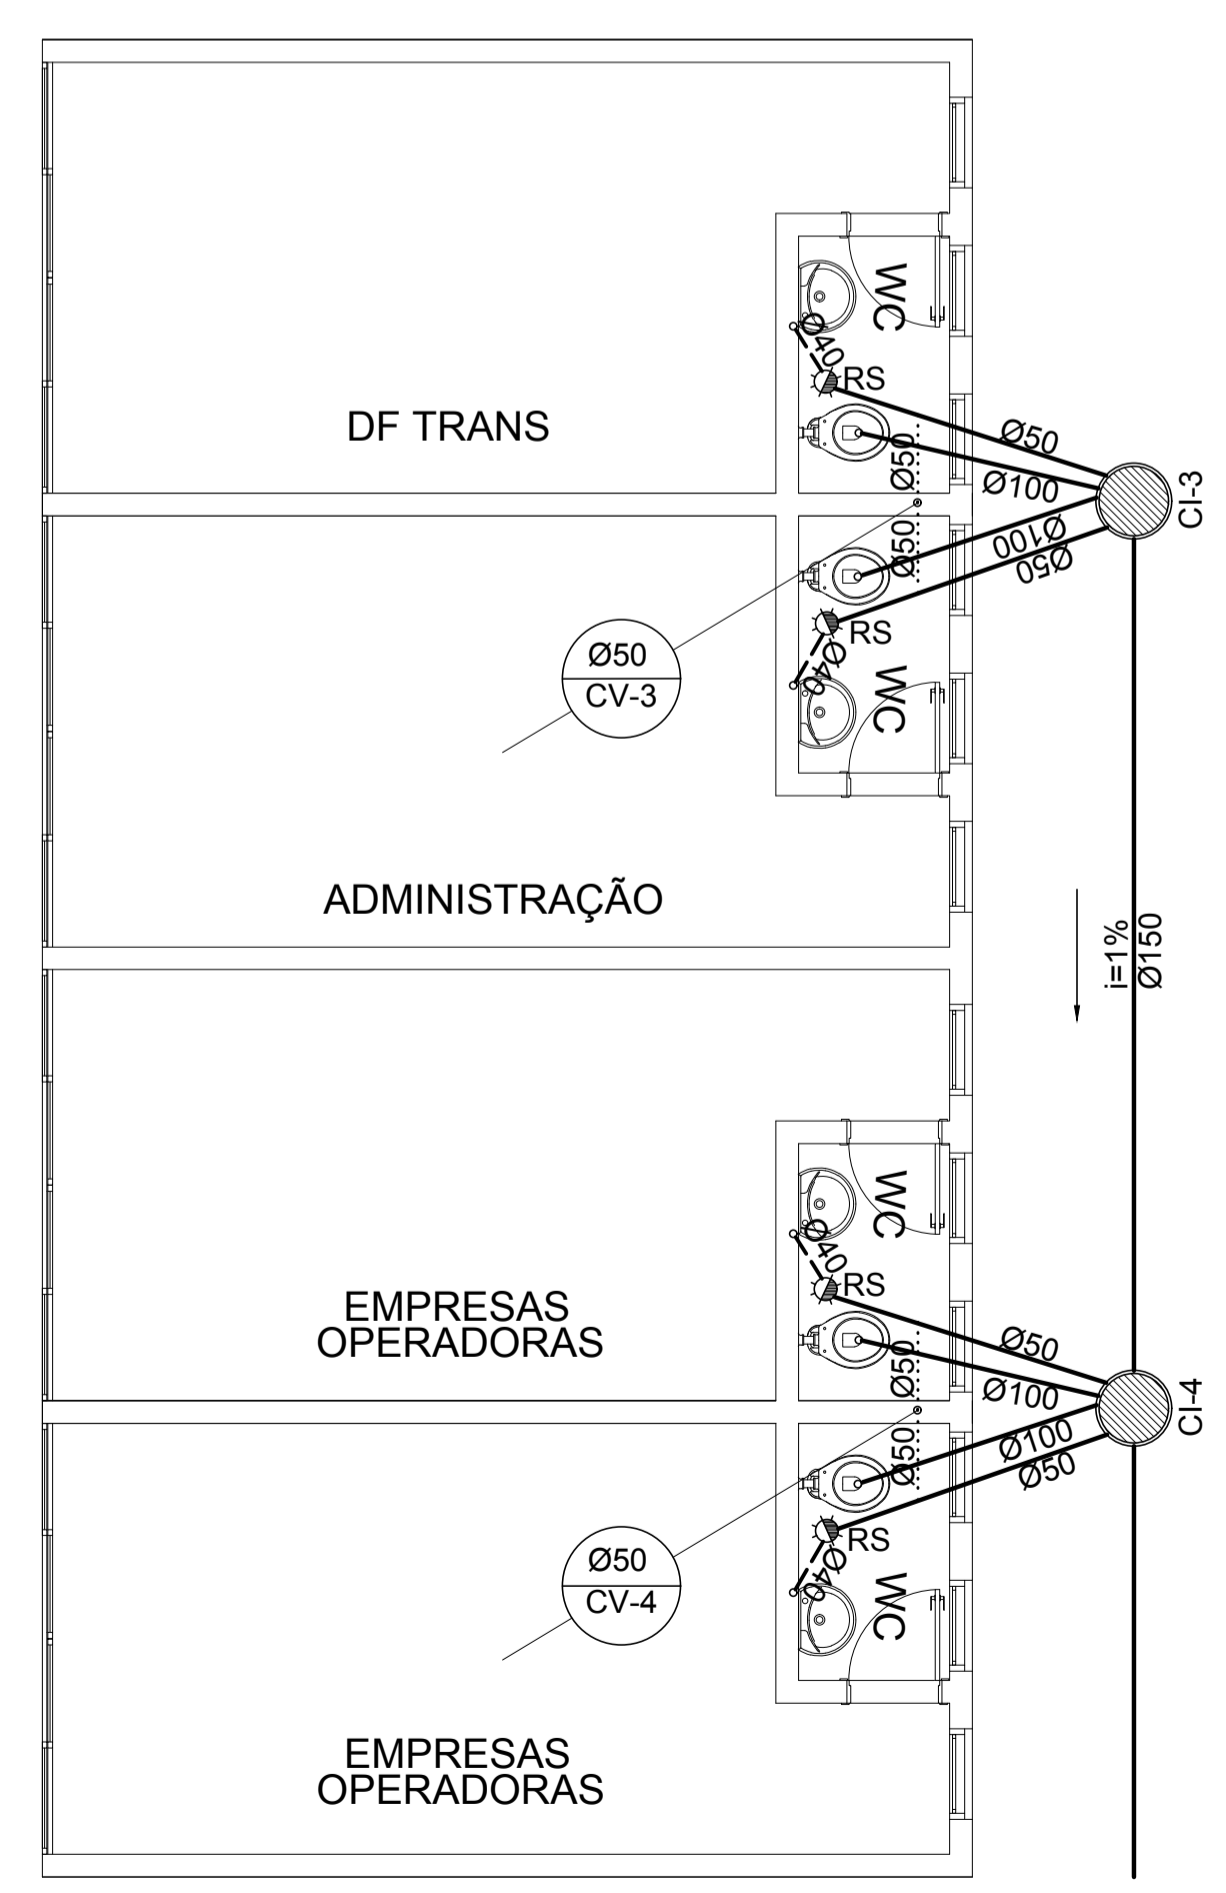 WC
Ø40
RS
DF TRANS
Ø50
Ø50
Ø100
CI-3
Ø50
Ø100
Ø50
RS
Ø50
CV-3
Ø40
WC
ADMINISTRAÇÃO
i=1%
Ø150
WC
Ø40
RS
EMPRESAS
OPERADORAS
Ø50
Ø50
Ø100
CI-4
Ø50
Ø100
Ø50
RS
Ø50
CV-4
Ø40
WC
EMPRESAS
OPERADORAS